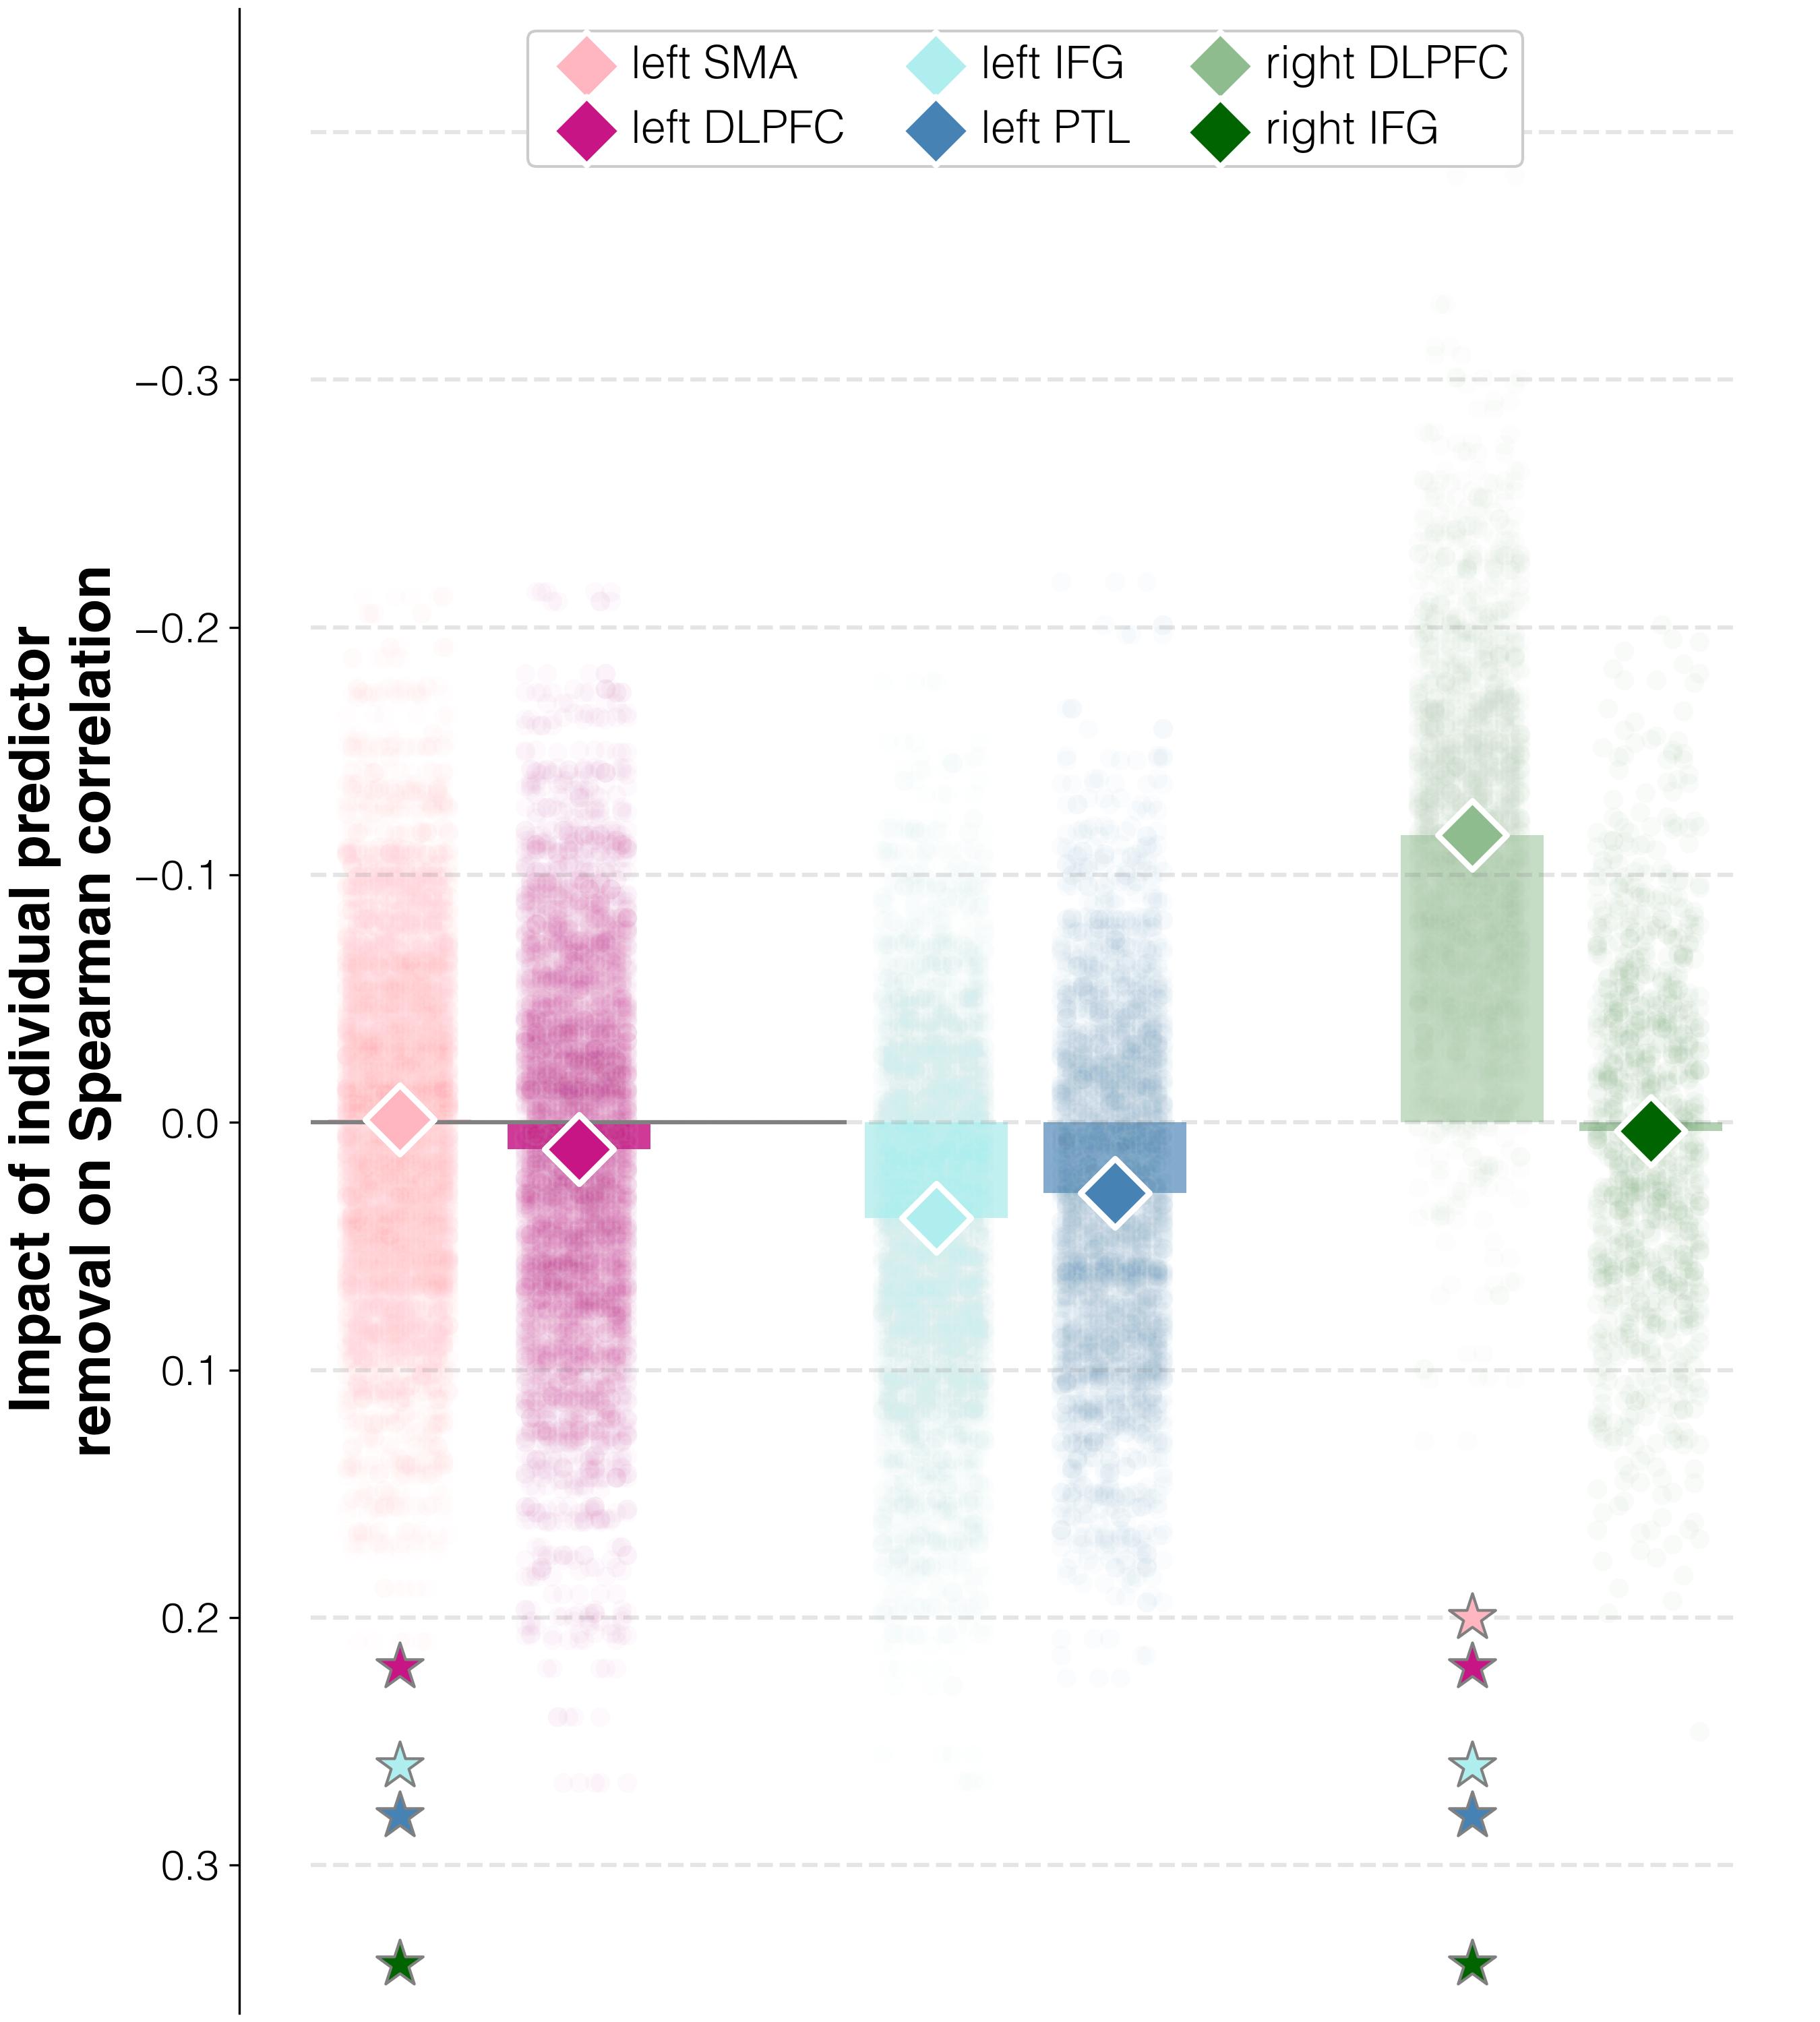 left SMA
left DLPFC
left IFG
left PTL
right DLPFC
right IFG
Impact of individual predictor
removal on Spearman correlation
−0.3
−0.2
−0.1
0.0
0.1
0.2
0.3